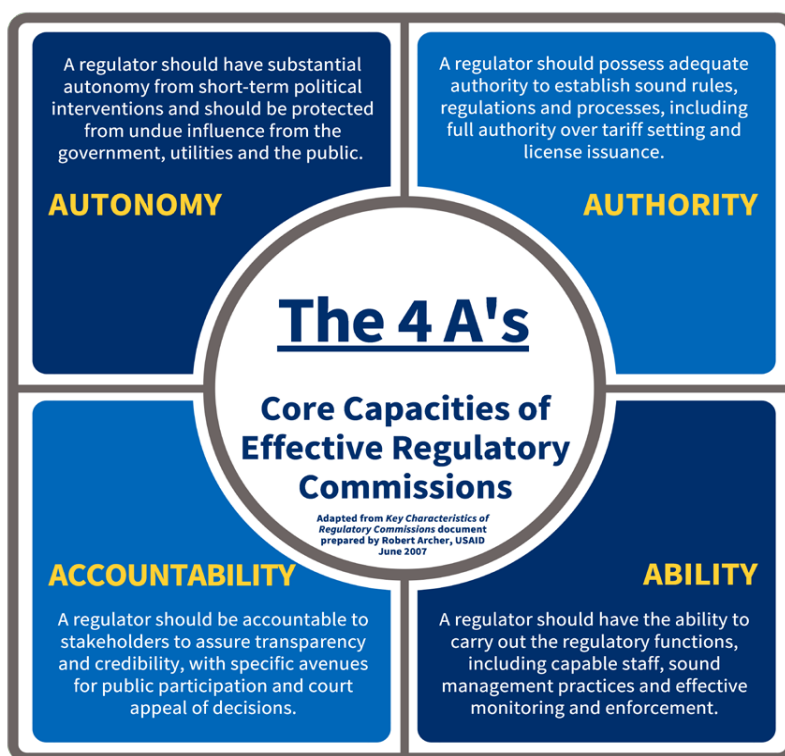 A regulator should have substantial
autonomy from short-term political
interventions and should be protected
from undue influence from the
government, utilities and the public.
AUTONOMY
A regulator should possess adequate
authority to establish sound rules,
regulations and processes, including
full authority over tariff setting and
license issuance.
AUTHORITY
The 4 A's
Core Capacities of
Effective Regulatory
Commissions
Adapted from Key Characteristics of
Regulatory Commissions document
prepared by Robert Archer, USAID
June 2007
ACCOUNTABILITY
A regulator should be accountable to
stakeholders to assure transparency
and credibility, with specific avenues
for public participation and court
appeal of decisions.
ABILITY
A regulator should have the ability to
carry out the regulatory functions,
including capable staff, sound
management practices and effective
monitoring and enforcement.